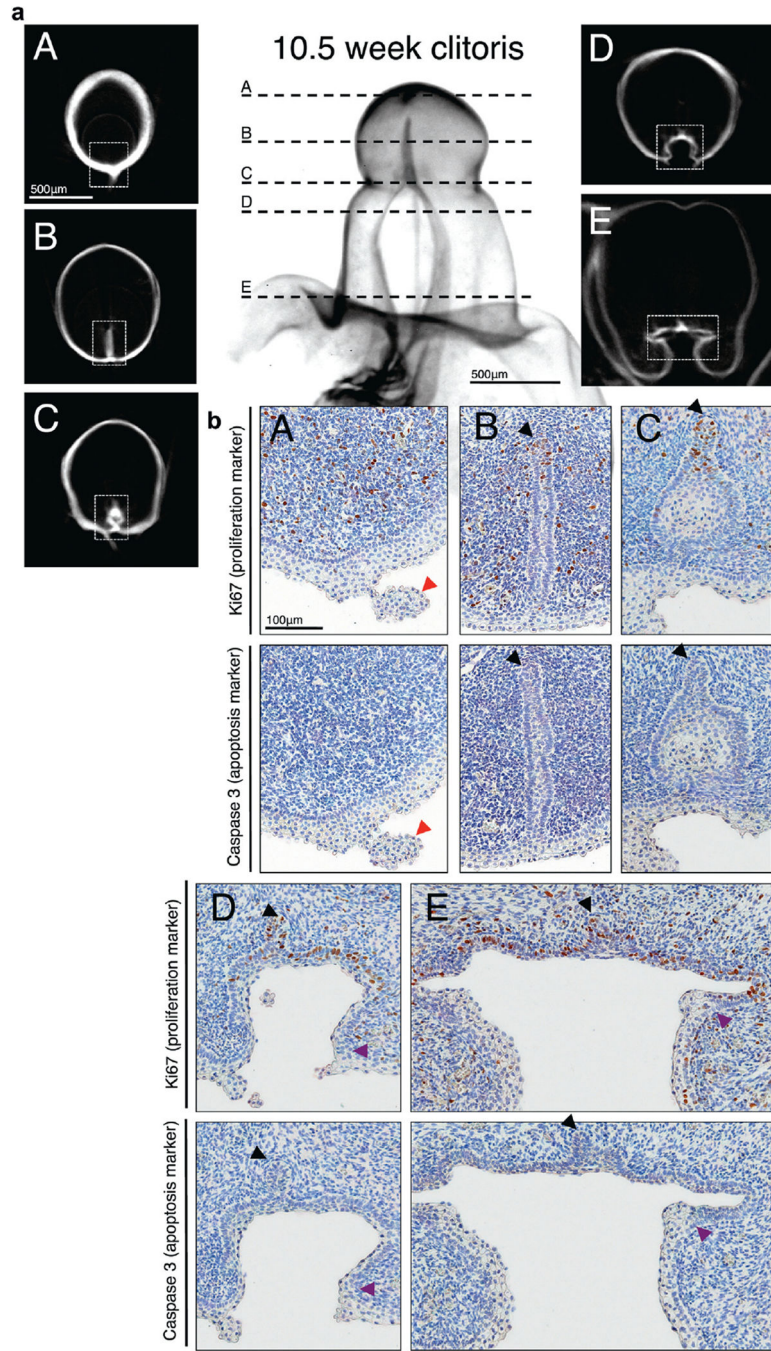 a
A
500µm
B
C
10.5 week clitoris
A
B
C
D
E
500µm
D
E
b
Ki67 (proliferation marker)
A
100µm
B
C
Caspase 3 (apoptosis marker)
Ki67 (proliferation marker)
D
E
Caspase 3 (apoptosis marker)